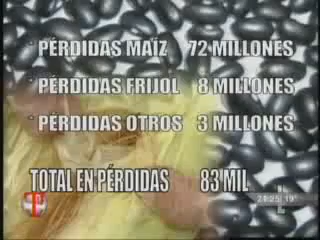 * PÉRDIDAS MAÍZ 72 MILLONES
* PÉRDIDAS FRIJOL 8 MILLONES
* PÉRDIDAS OTROS 3 MILLONES
TOTAL EN PÉRDIDAS 83 MIL